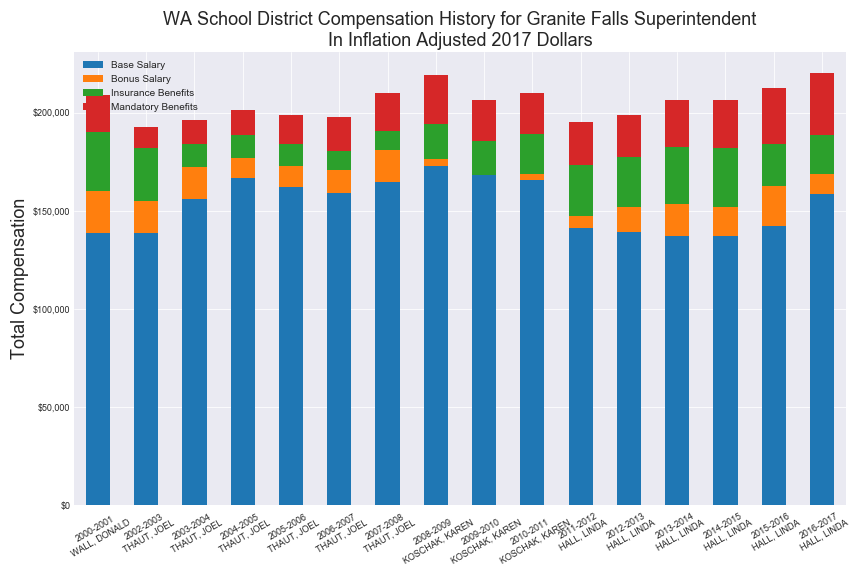 WA School District Compensation History for Granite Falls Superintendent
In Inflation Adjusted 2017 Dollars
Base Salary
Bonus Salary
Insurance Benefits
Mandatory Benefits
Total Compensation
$200,000
$150,000
$100,000
$50,000
$0
2000-2001
WALL, DONALD
2002-2003
THAUT, JOEL
2003-2004
THAUT, JOEL
2004-2005
THAUT, JOEL
2005-2006
THAUT, JOEL
2006-2007
THAUT, JOEL
2007-2008
THAUT, JOEL
2008-2009
KOSCHAK, KAREN
2009-2010
KOSCHAK, KAREN
2010-2011
KOSCHAK, KAREN
2011-2012
HALL, LINDA
2012-2013
HALL, LINDA
2013-2014
HALL, LINDA
2014-2015
HALL, LINDA
2015-2016
HALL, LINDA
2016-2017
HALL, LINDA